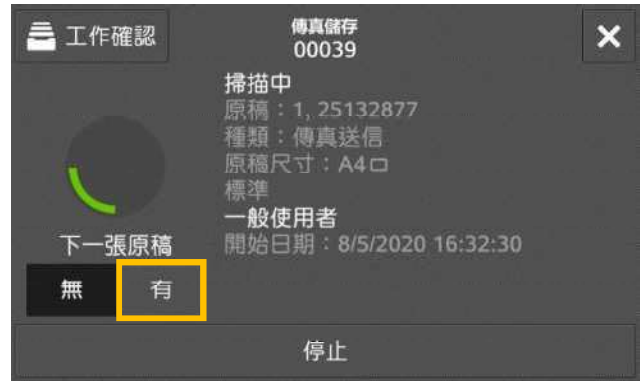 工作確認
傳真儲存
00039
掃描中
原稿：1, 25132877
種類：傳真送信
原稿尺寸：A4
標準
一般使用者
開始日期：8/5/2020 16:32:30
下一張原稿
無
有
停止